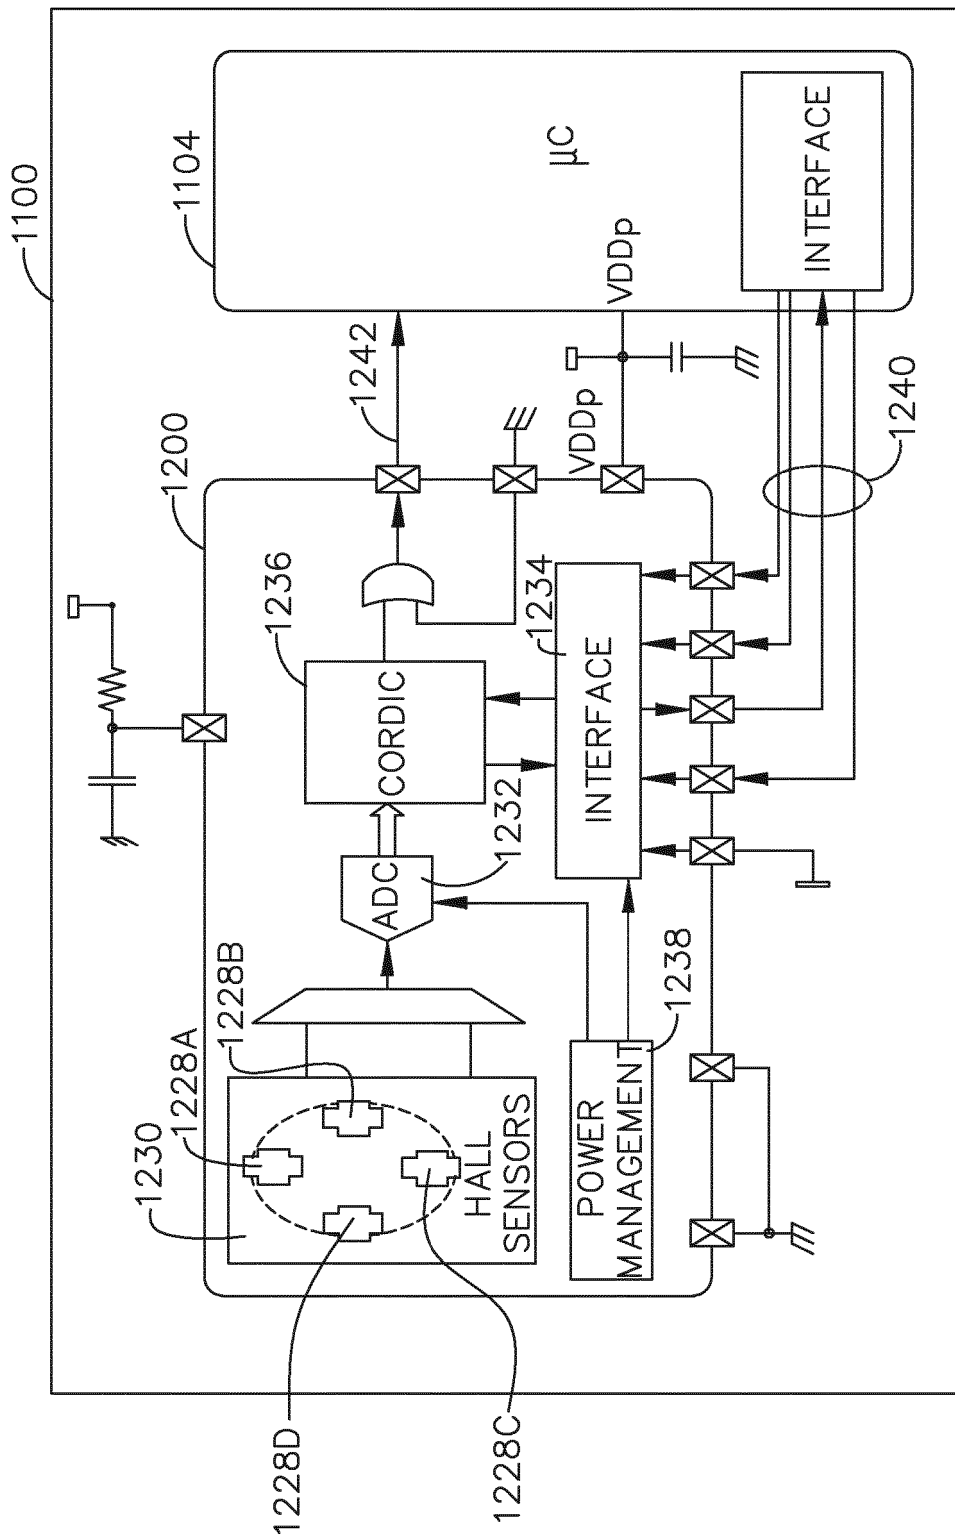 1100
1104
μC
VDDp
INTERFACE
1242
1200
VDDp
1240
1236
CORDIC
1234
INTERFACE
ADC
1232
1228B
1228A
1230
HALL
SENSORS
POWER
MANAGEMENT
1238
1228D
1228C